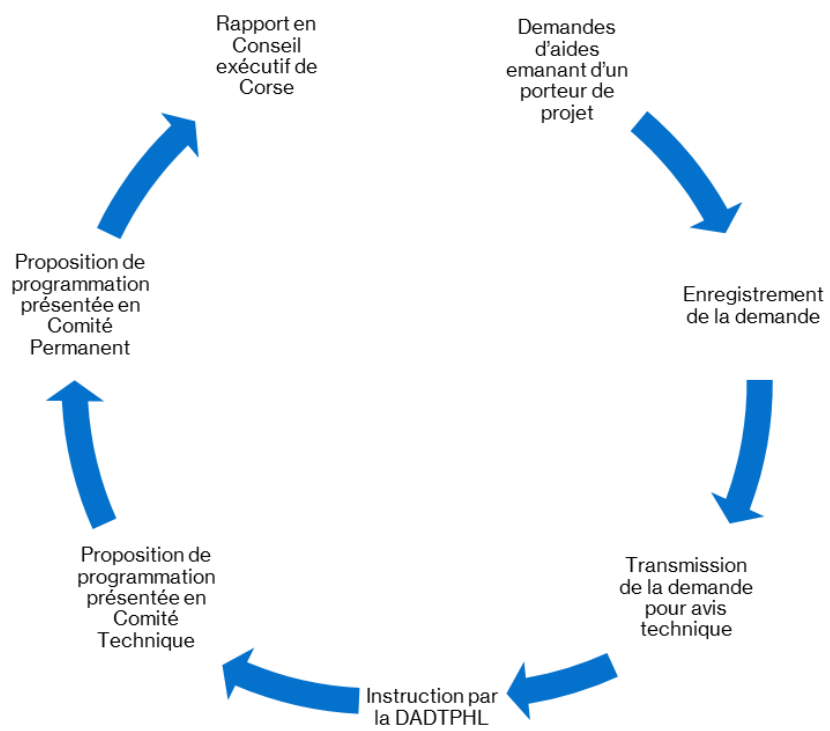 Demandes
d'aides
emanant d'un
porteur de
projet
Enregistrement
de la demande
Transmission
de la demande
pour avis
technique
Instruction par
la DADTPHL
Proposition de
programmation
présentée en
Comité
Technique
Proposition de
programmation
présentée en
Comité
Permanent
Rapport en
Conseil
exécutif de
Corse